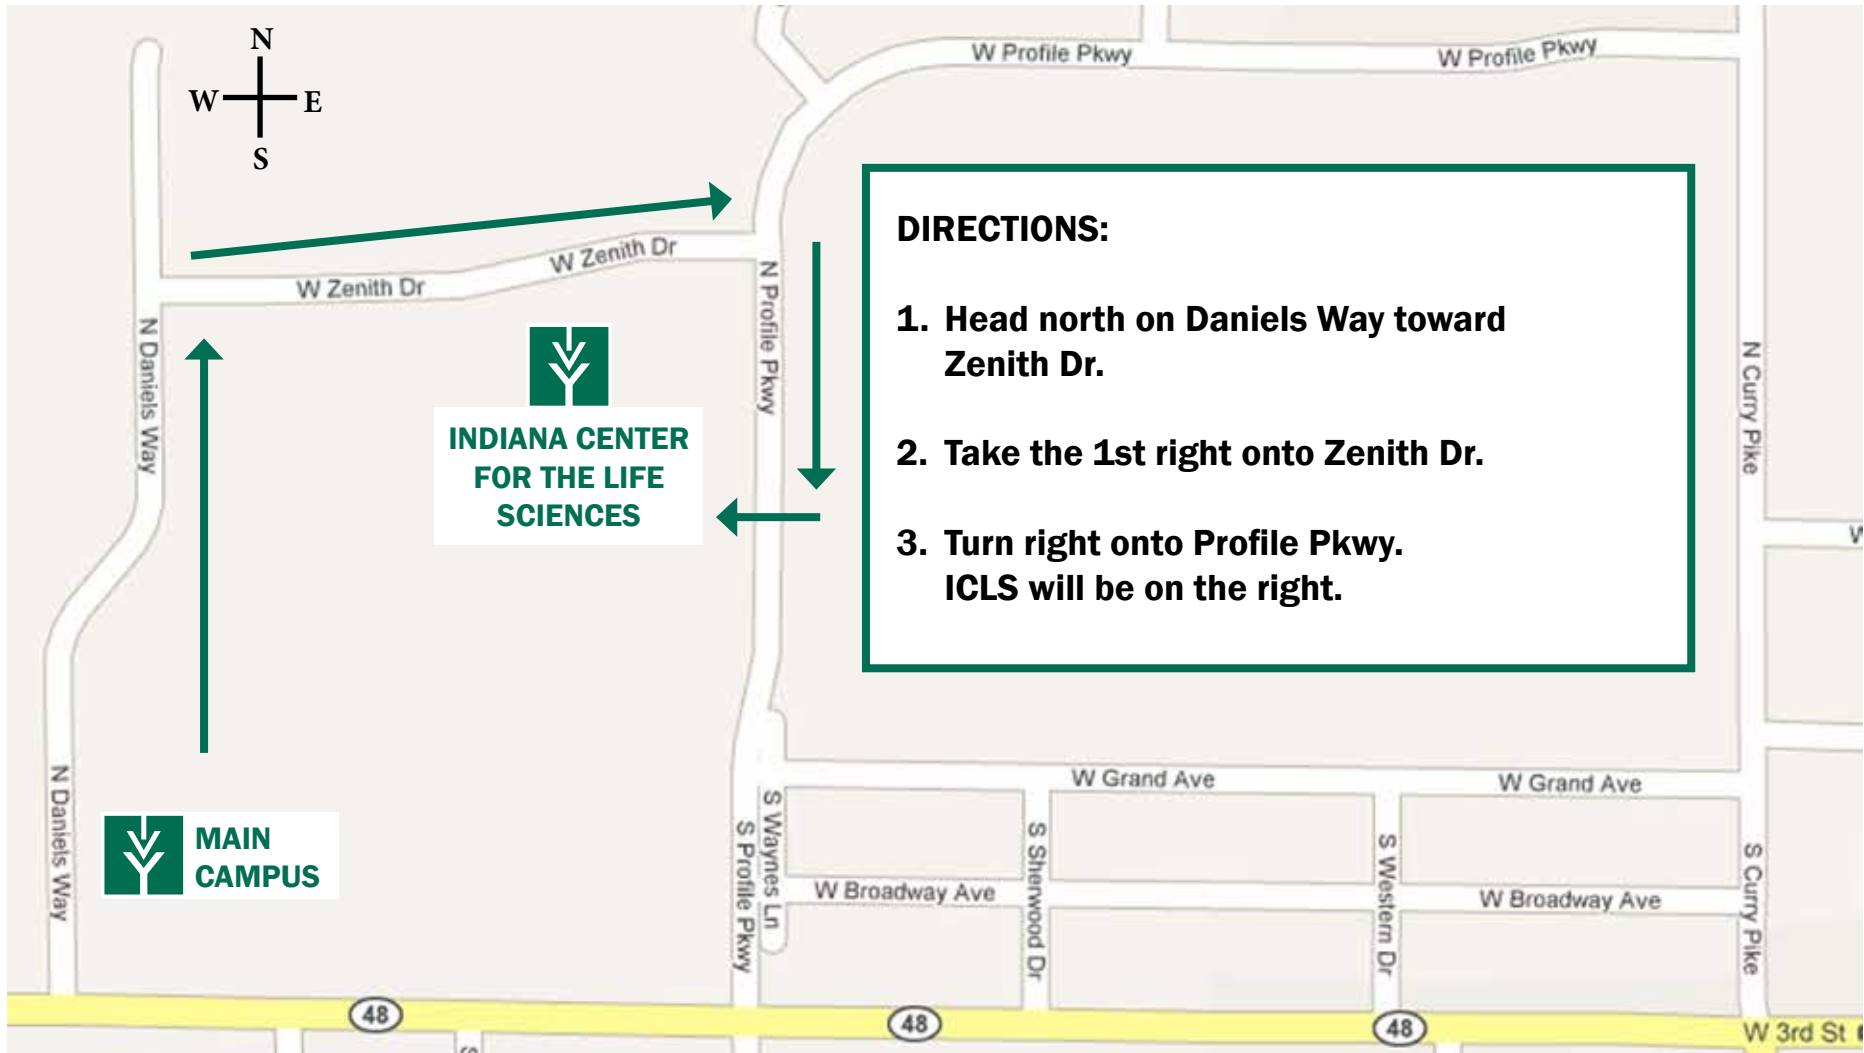 N
W E
S
W Profile Pkwy
W Profile Pkwy
W Zenith Dr
W Zenith Dr
N Profile Pkwy
N Daniels Way
N Curry Pike
DIRECTIONS:
1. Head north on Daniels Way toward
Zenith Dr.
2. Take the 1st right onto Zenith Dr.
3. Turn right onto Profile Pkwy.
ICLS will be on the right.
INDIANA CENTER
FOR THE LIFE
SCIENCES
W
N Daniels Way
MAIN
CAMPUS
W Grand Ave
W Grand Ave
S Waynes Ln
S Profile Pkwy
S Sherwood Dr
S Western Dr
S Curry Pike
W Broadway Ave
W Broadway Ave
48
48
48
W 3rd St